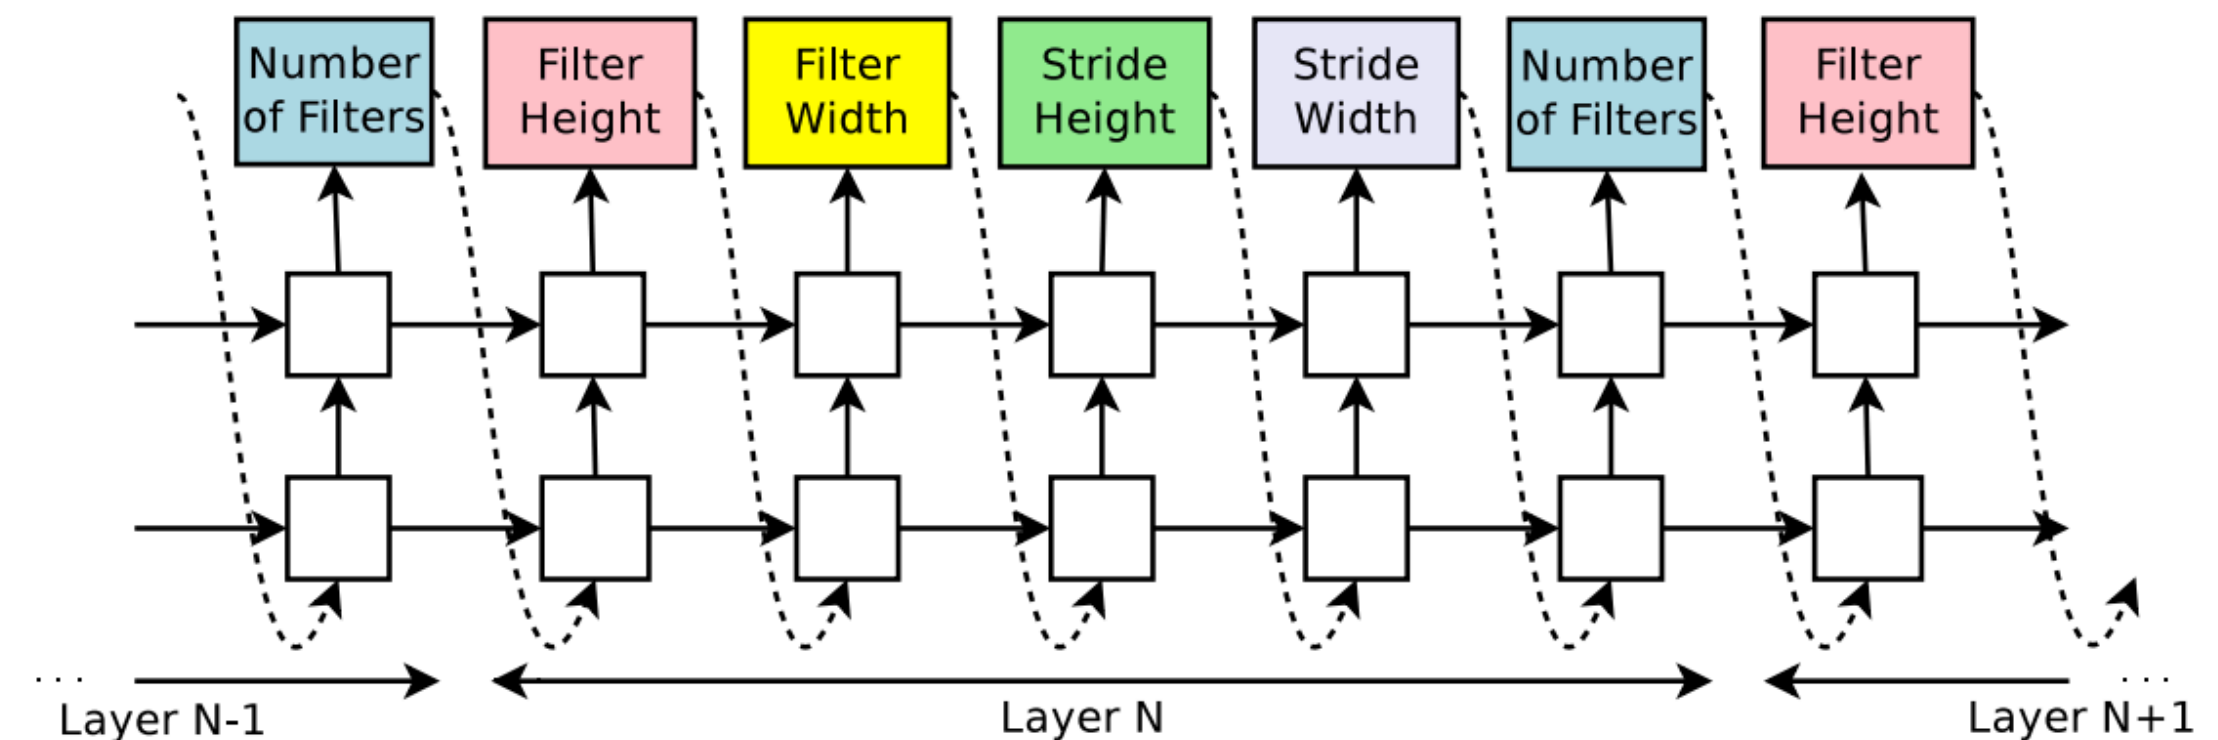 Number
of Filters
Filter
Height
Filter
Width
Stride
Height
Stride
Width
Number
of Filters
Filter
Height
. . .
Layer N-1
Layer N
. . .
Layer N+1